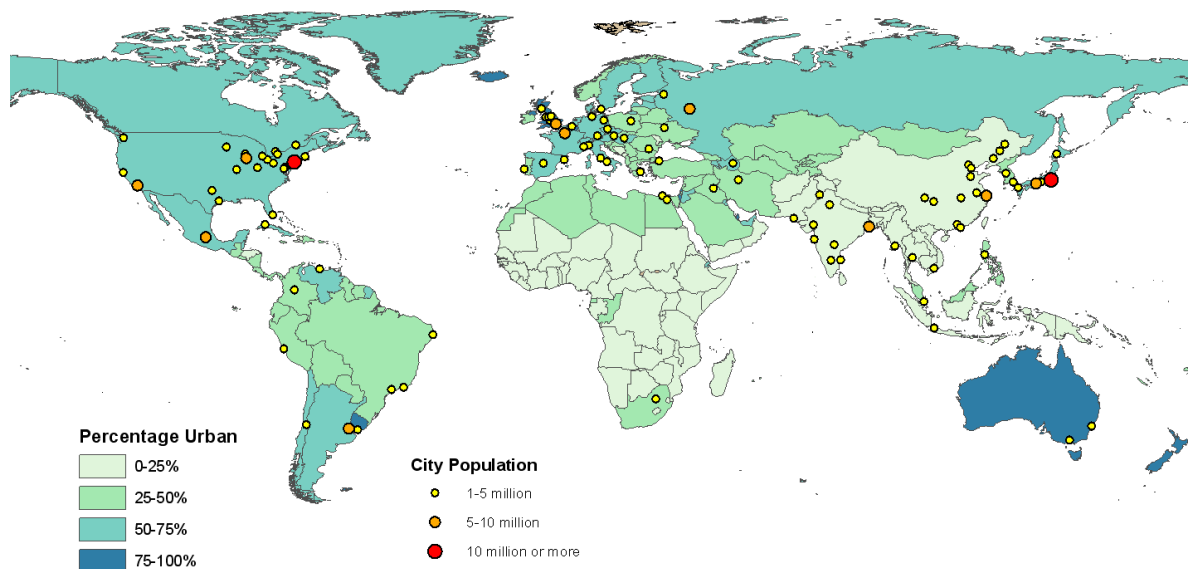 Percentage Urban
0-25%
25-50%
50-75%
75-100%
City Population
1-5 million
5-10 million
10 million or more